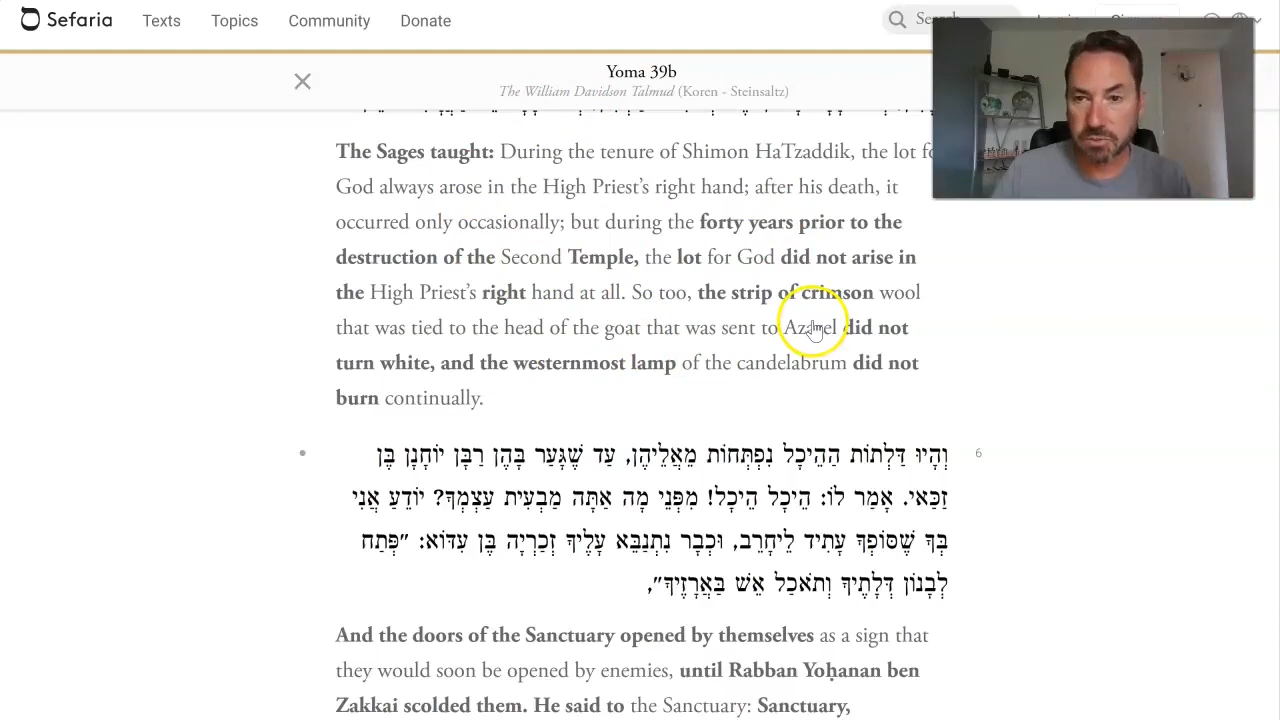 Sefaria Texts Topics Community Donate
Yoma 39b
The William Davidson Talmud (Koren - Steinsaltz)
The Sages taught: During the tenure of Shimon HaTzaddik, the lot
God always arose in the High Priest’s right hand; after his death, it
occurred only occasionally; but during the forty years prior to the
destruction of the Second Temple, the lot for God did not arise in
the High Priest’s right hand at all. So too, the strip of crimson wool
that was tied to the head of the goat that was sent to Azazel did not
turn white, and the westernmost lamp of the candelabrum did not
burn continually.
וְהָיוּ דַּלְתוֹת הַהֵיכָל נִפְתָּחוֹת מֵאֲלֵיהֶן, עַד שֶׁגָּעַר בָּהֶן רַבָּן יוֹחָנָן בֶּן
6
זַכַּאי. אָמַר לוֹ: הֵיכָל הֵיכָל! מִפְּנֵי מָה אַתָּה מַבְעִית עַצְמְךָ? יוֹדֵעַ אֲנִי
בְּךָ שֶׁסּוֹפְךָ עָתִיד לֵיחָרֵב, וּכְבָר נִתְנַבֵּא עָלֶיךָ זְכַרְיָה בֶּן עִדּוֹא: ״פְּתַח
לְבָנוֹן דְּלָתֶיךָ וְתֹאכַל אֵשׁ בַּאֲרָזֶיךָ״,
And the doors of the Sanctuary opened by themselves as a sign that
they would soon be opened by enemies, until Rabban Yoḥanan ben
Zakkai scolded them. He said to the Sanctuary: Sanctuary,